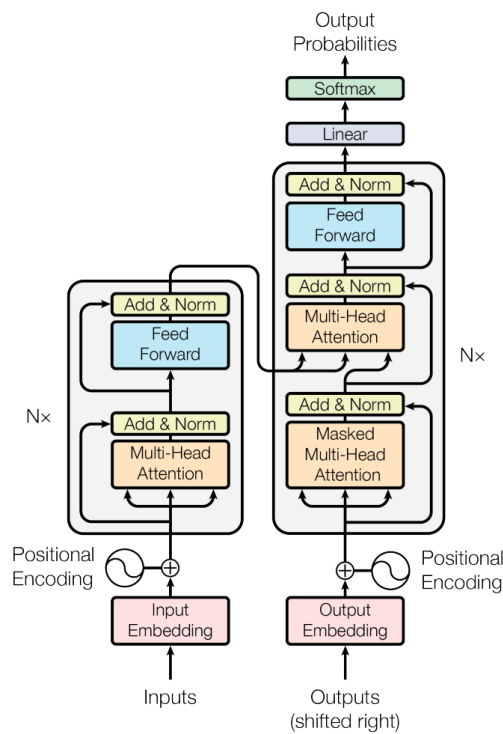 Output
Probabilities
Softmax
Linear
Add & Norm
Feed
Forward
Add & Norm
Multi-Head
Attention
Add & Norm
Masked
Multi-Head
Attention
Nx
Add & Norm
Feed
Forward
Add & Norm
Multi-Head
Attention
N×
Positional
Encoding
Positional
Encoding
Input
Embedding
Output
Embedding
Inputs
Outputs
(shifted right)